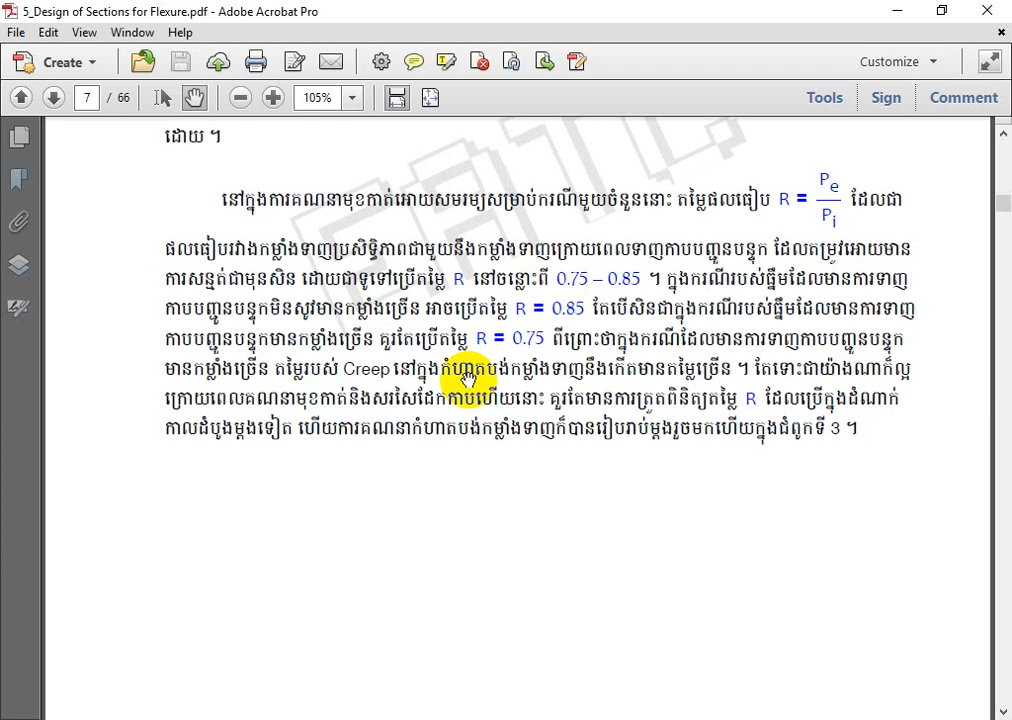 5_Design of Sections for Flexure.pdf - Adobe Acrobat Pro
File Edit View Window Help
Create Customize
7 / 66 105% Tools Sign Comment
ដោយ ។
នៅក្នុងការគណនាមុខកាត់អោយសមរម្យសម្រាប់ករណីមួយចំនួននោះ តម្លៃផលធៀប R = Pe / Pi ដែលជា
ផលធៀបរវាងកម្លាំងទាញប្រសិទ្ធិភាពជាមួយនឹងកម្លាំងទាញក្រោយពេលទាញកាបបញ្ជូនបន្ទុក ដែលតម្រូវអោយមាន
ការសន្មត់ជាមុនសិន ដោយជាទូទៅប្រើតម្លៃ R នៅចន្លោះពី 0.75 – 0.85 ។ ក្នុងករណីរបស់ធ្នឹមដែលមានការទាញ
កាបបញ្ជូនបន្ទុកមិនសូវមានកម្លាំងច្រើន អាចប្រើតម្លៃ R = 0.85 តែបើសិនជាក្នុងករណីរបស់ធ្នឹមដែលមានការទាញ
កាបបញ្ជូនបន្ទុកមានកម្លាំងច្រើន គួរតែប្រើតម្លៃ R = 0.75 ពីព្រោះថាក្នុងករណីដែលមានការទាញកាបបញ្ជូនបន្ទុក
មានកម្លាំងច្រើន តម្លៃរបស់ Creep នៅក្នុងកំហាតបង់កម្លាំងទាញនឹងកើតមានតម្លៃច្រើន ។ តែទោះជាយ៉ាងណាក៏ល្អ
ក្រោយពេលគណនាមុខកាត់និងសរសៃដែកកាបហើយនោះ គួរតែមានការត្រួតពិនិត្យតម្លៃ R ដែលប្រើក្នុងដំណាក់
កាលដំបូងម្តងទៀត ហើយការគណនាកំហាតបង់កម្លាំងទាញក៏បានរៀបរាប់ម្តងរួចមកហើយក្នុងជំពូកទី 3 ។